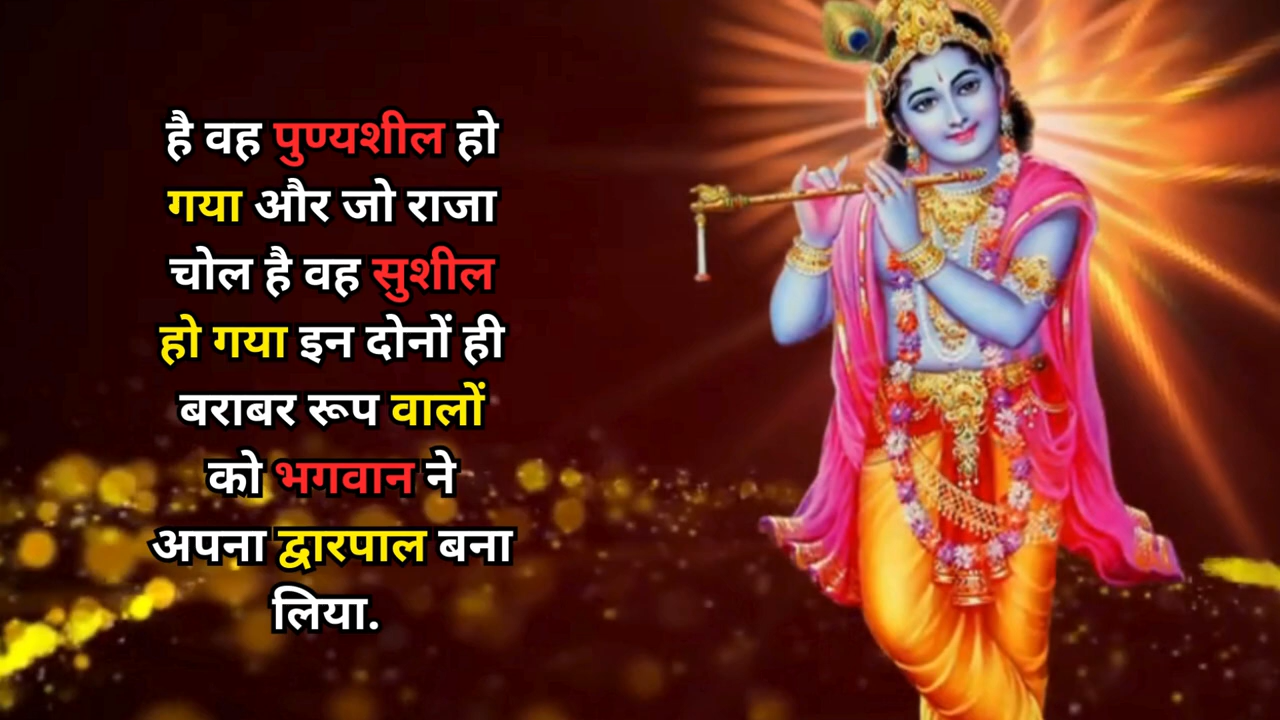 है वह पुण्यशील हो
गया और जो राजा
चोल है वह सुशील
हो गया इन दोनों ही
बराबर रूप वालों
को भगवान ने
अपना द्वारपाल बना
लिया.